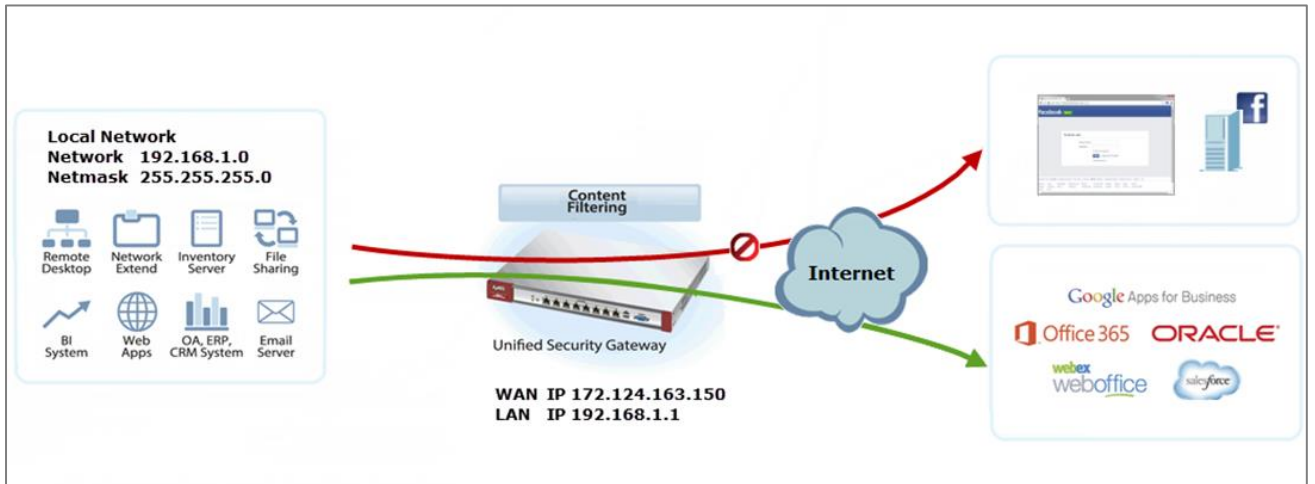 Local Network
Network 192.168.1.0
Netmask 255.255.255.0
Remote
Desktop
Network
Extend
Inventory
Server
File
Sharing
BI
System
Web
Apps
OA, ERP,
CRM System
Email
Server
Content
Filtering
Unified Security Gateway
WAN IP 172.124.163.150
LAN IP 192.168.1.1
Internet
facebook
Google Apps for Business
Office 365
ORACLE
webex
weboffice
salesforce